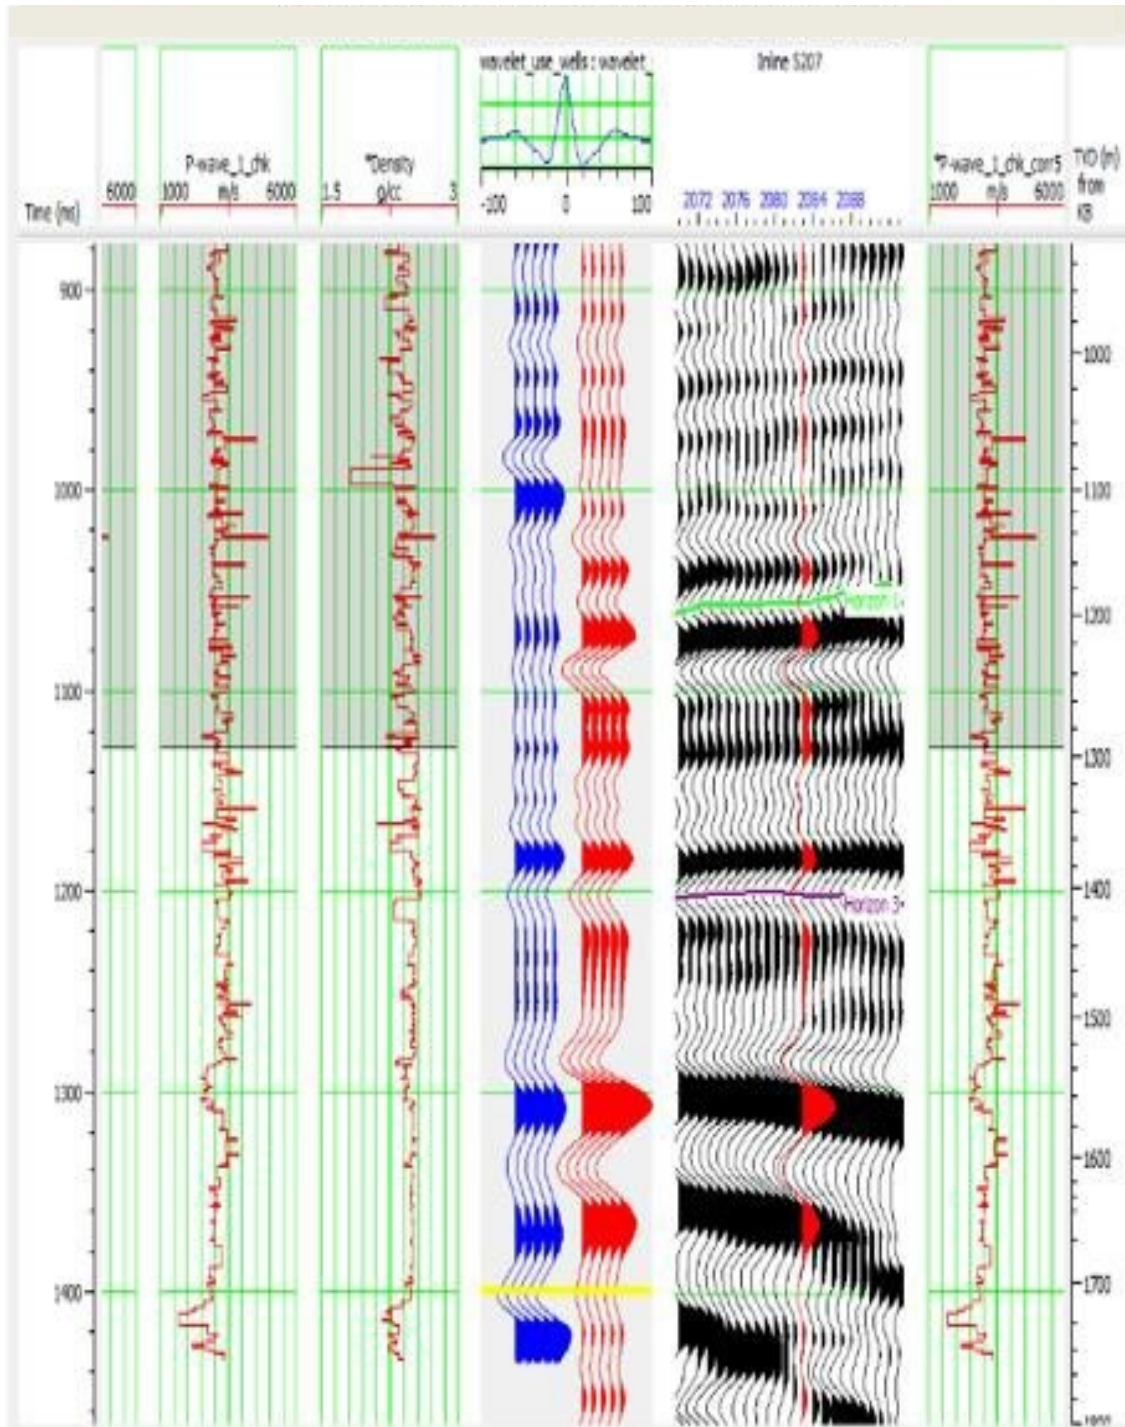 wavelet_use_wells : wavelet_
Inline 5207
P-wave_1_chk
*Density
*P-wave_1_chk_corr5
TVD (m)
from
KB
6000
1000 m/s 6000
1.5 g/cc 3
-100 0 100
2072 2076 2080 2084 2088
1000 m/s 6000
Time (ms)
900
1000
1000
1100
Horizon 1
1200
1100
1300
1200
1400
Horizon 3
1500
1300
1600
1400
1700